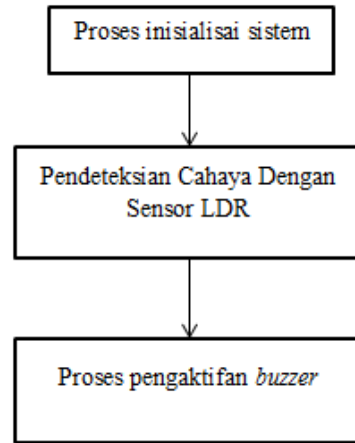 Proses inisialisai sistem
Pendeteksian Cahaya Dengan
Sensor LDR
Proses pengaktifan buzzer